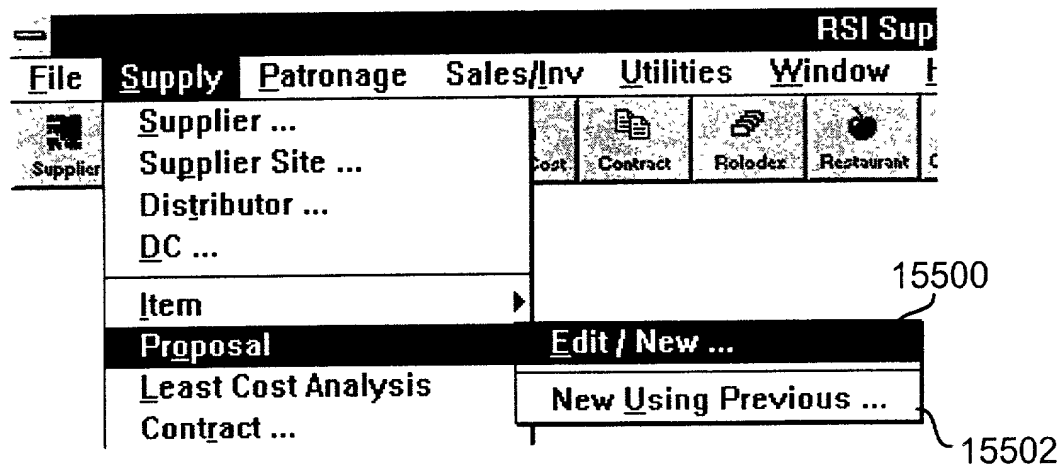 RSI Sup
File Supply Patronage Sales/Inv Utilities Window H
Supplier Cost Contract Rolodex Restaurant
Supplier ...
Supplier Site ...
Distributor ...
DC ...
Item
Proposal
Least Cost Analysis
Contract ...
15500
Edit / New ...
New Using Previous ...
15502